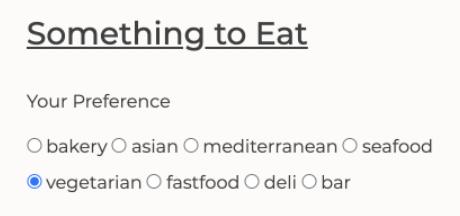 Something to Eat
Your Preference
bakery asian mediterranean seafood
vegetarian fastfood deli bar